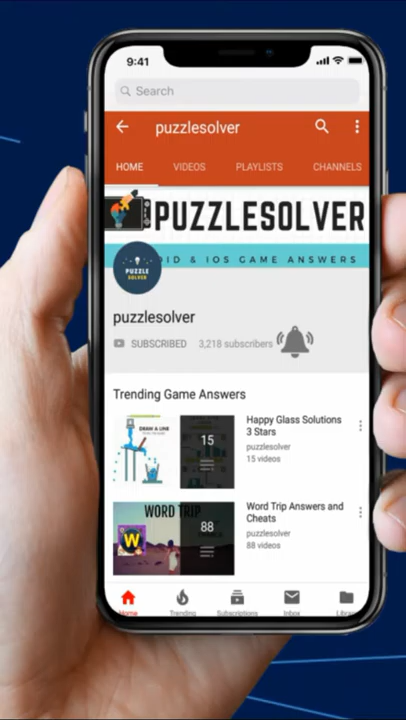 9:41
Search
puzzlesolver
HOME VIDEOS PLAYLISTS CHANNELS
PUZZLESOLVER
PUZZLE
SOLVER
OID & IOS GAME ANSWERS
puzzlesolver
SUBSCRIBED 3,218 subscribers
Trending Game Answers
DRAW A LINE
15
Happy Glass Solutions
3 Stars
puzzlesolver
15 videos
WORD TRIP
W
88
Word Trip Answers and
Cheats
puzzlesolver
88 videos
Home Trending Subscriptions Inbox Librar